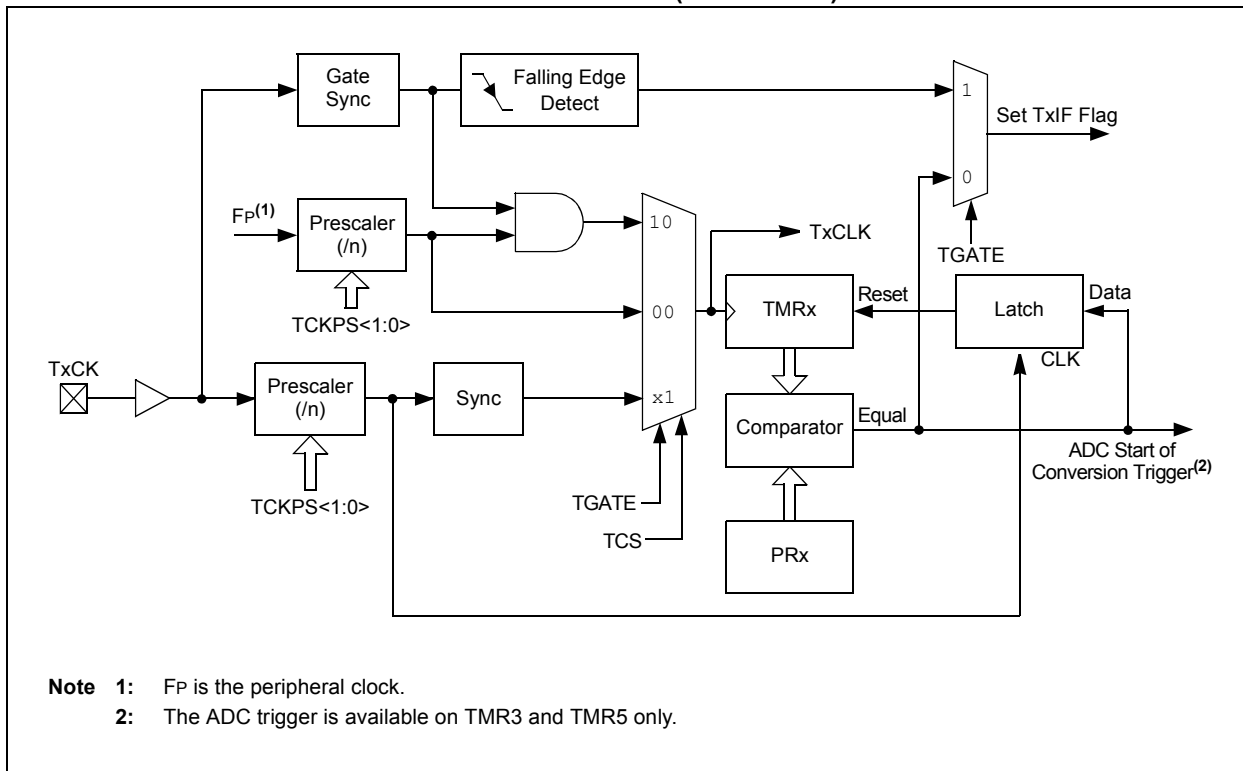 Gate
Sync
Falling Edge
Detect
1
Set TxIF Flag
0
FP(1)
Prescaler
(/n)
10
TxCLK
TGATE
TCKPS<1:0>
00
TMRx
Reset
Latch
Data
CLK
TxCK
Prescaler
(/n)
Sync
x1
Comparator
Equal
ADC Start of
Conversion Trigger(2)
TCKPS<1:0>
TGATE
TCS
PRx
Note 1: FP is the peripheral clock.
2: The ADC trigger is available on TMR3 and TMR5 only.